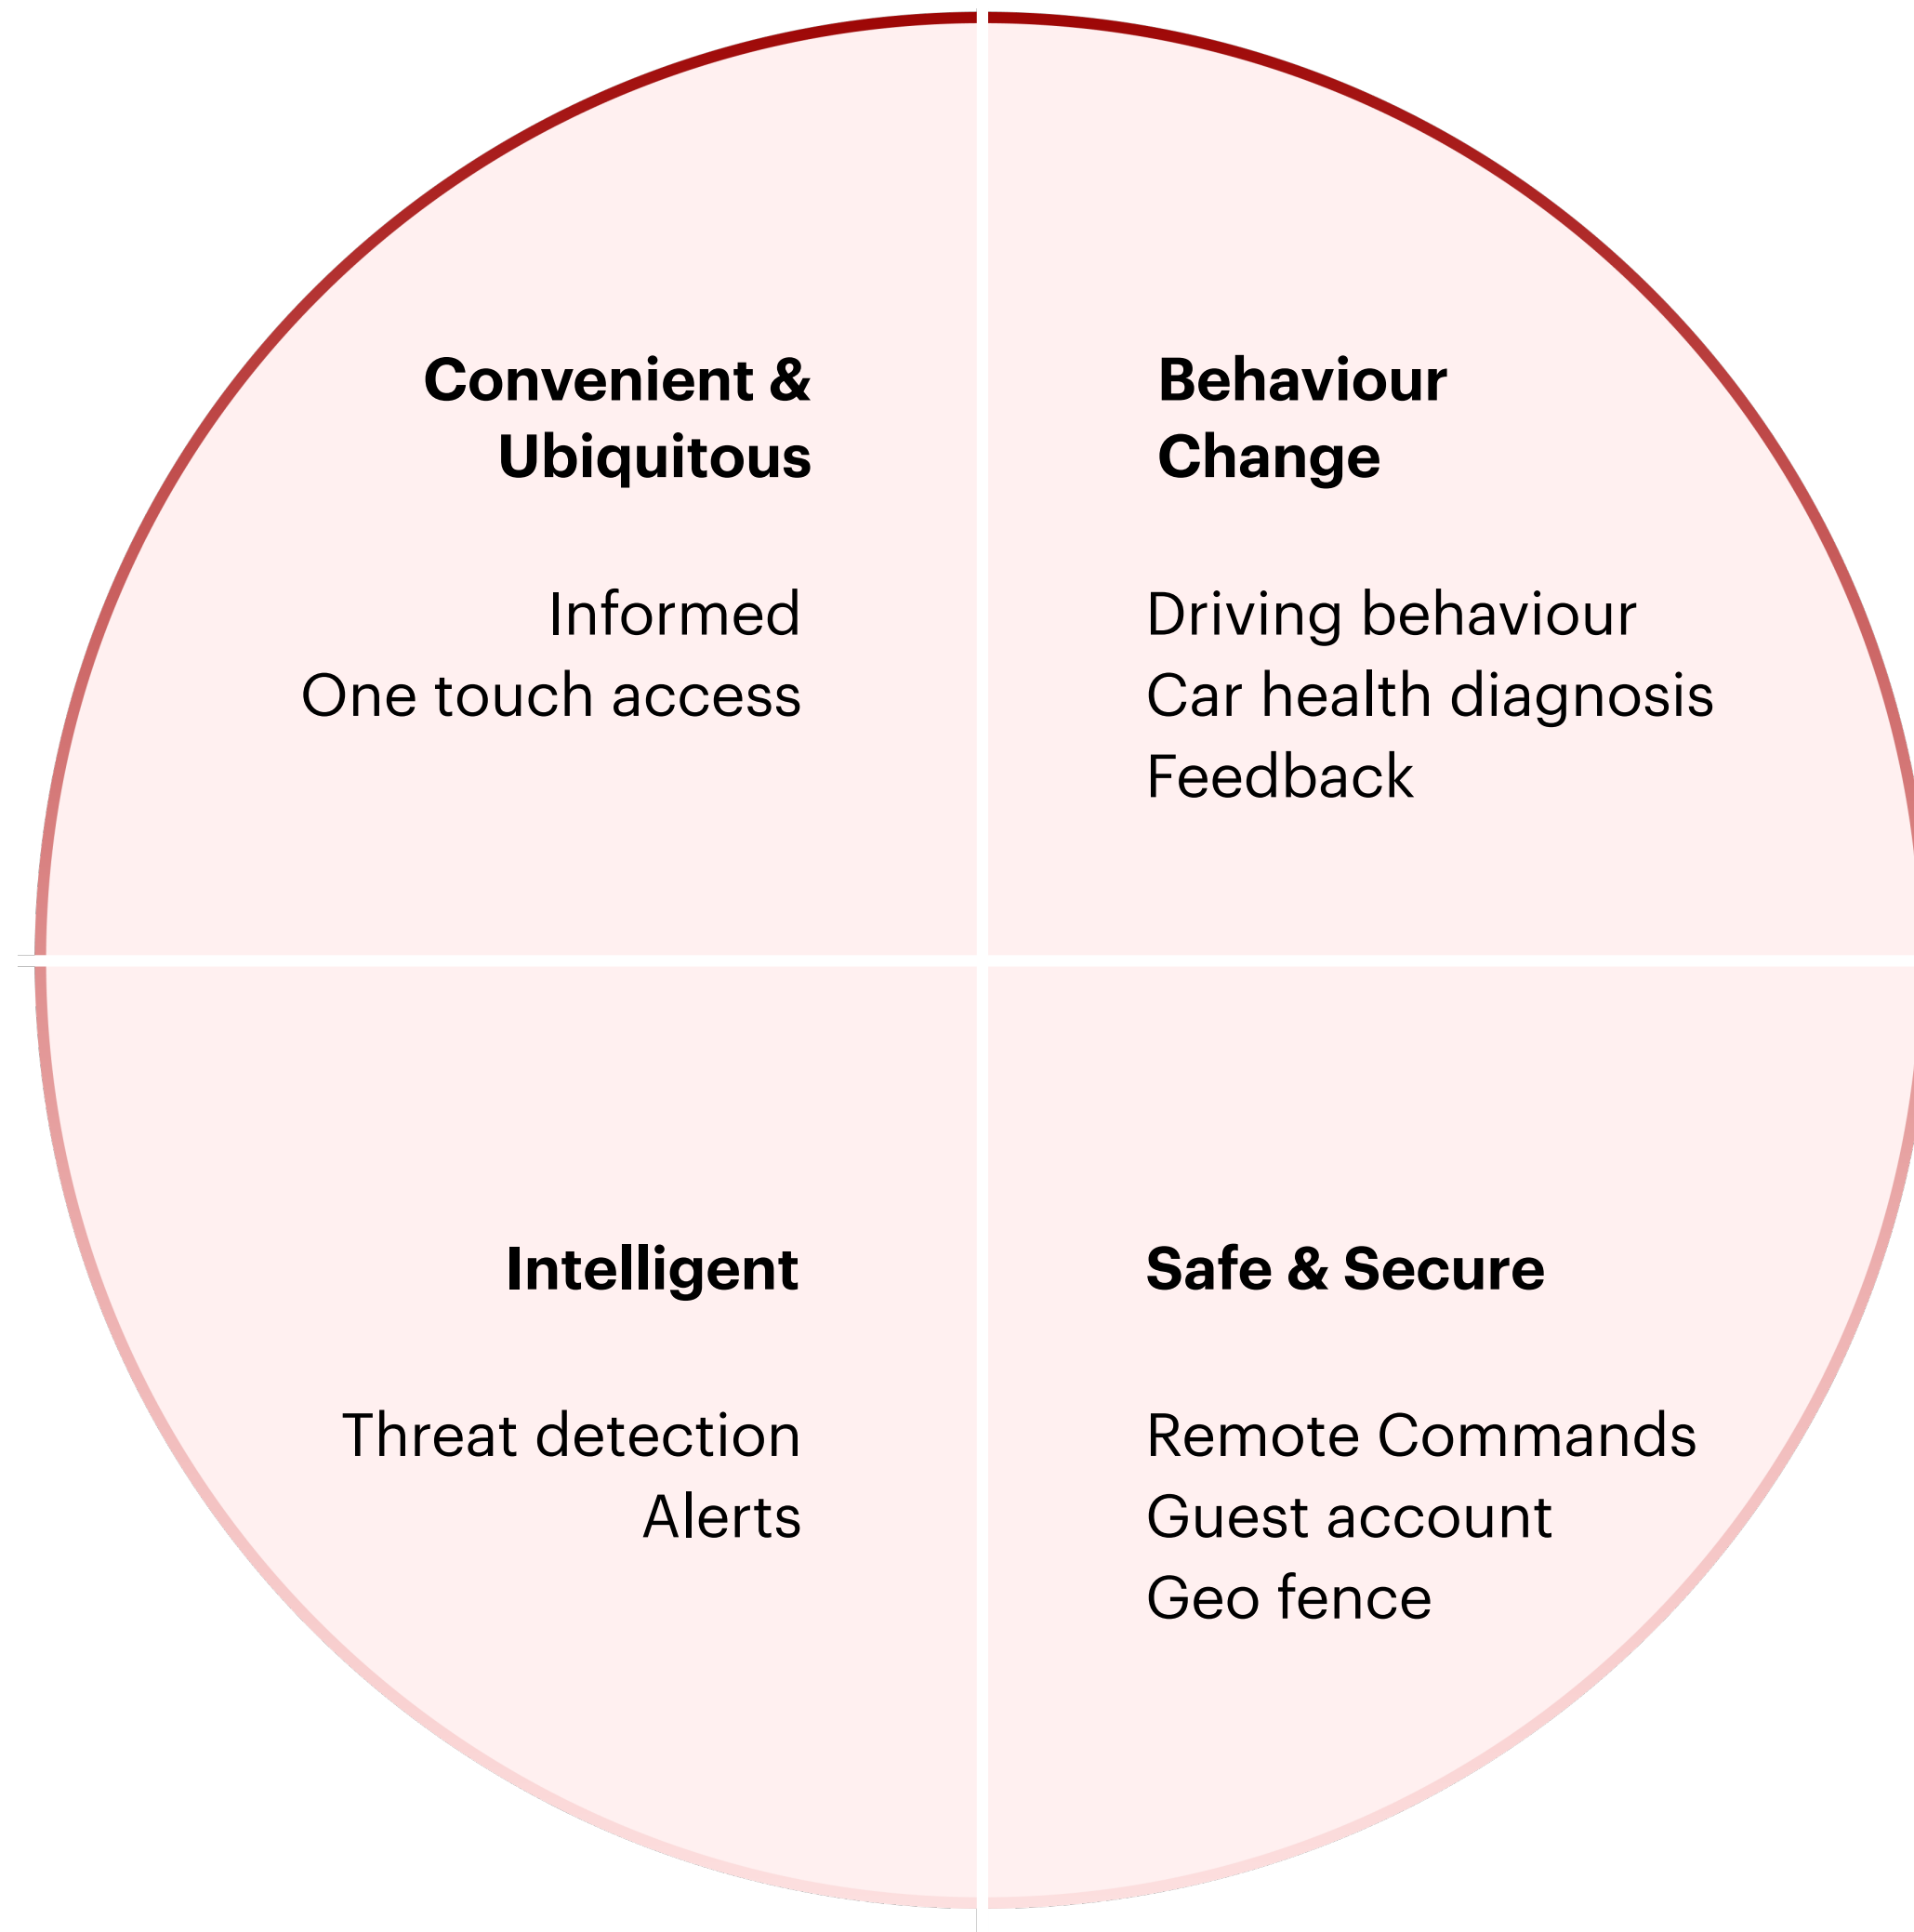 Convenient &
Ubiquitous
Informed
One touch access
Behaviour
Change
Driving behaviour
Car health diagnosis
Feedback
Intelligent
Threat detection
Alerts
Safe & Secure
Remote Commands
Guest account
Geo fence